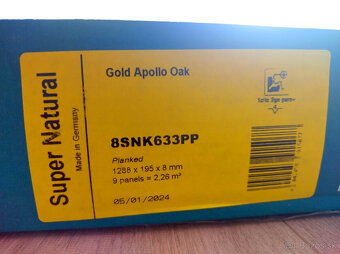 Super Natural
Made in Germany
Gold Apollo Oak
8SNK633PP
Planked
1288 x 195 x 8 mm
9 panels = 2,26 m²
05/01/2024